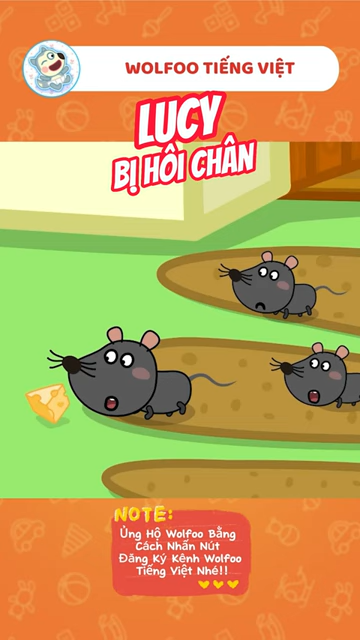 WOLFOO TIẾNG VIỆT
LUCY
BỊ HÔI CHÂN
NOTE:
Ủng Hộ Wolfoo Bằng
Cách Nhấn Nút
Đăng Ký Kênh Wolfoo
Tiếng Việt Nhé!!